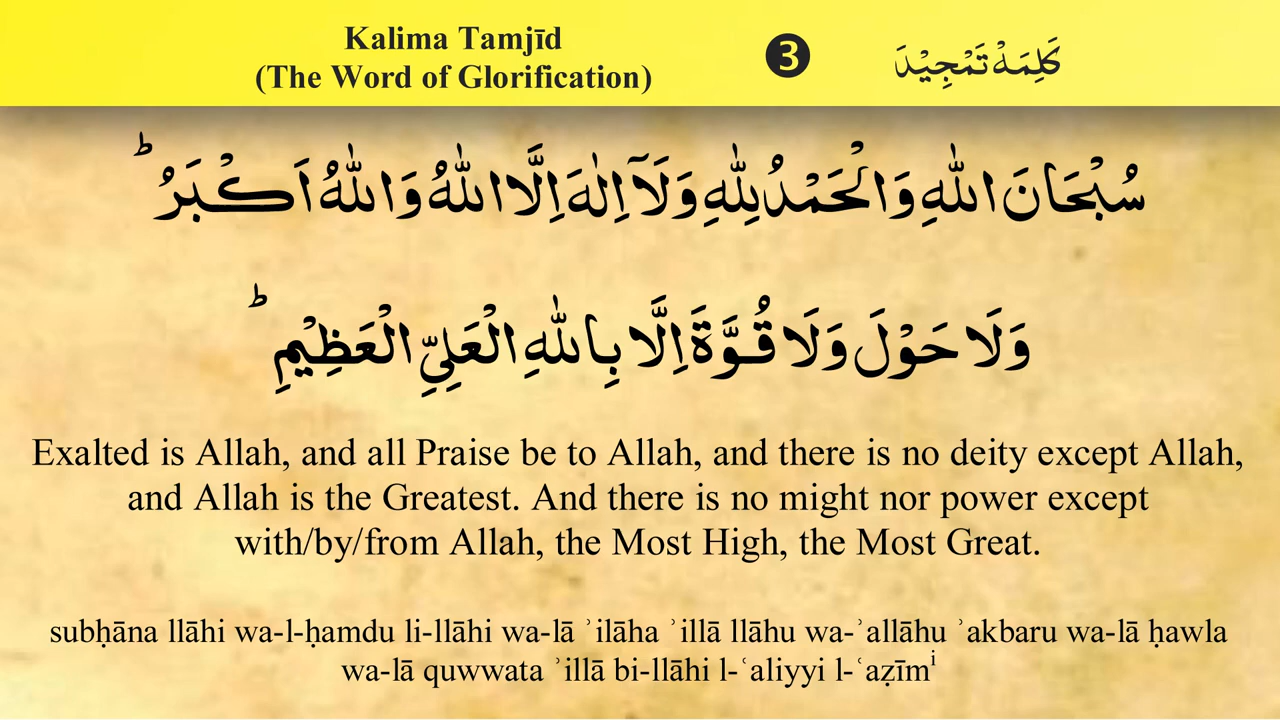 Kalima Tamjīd
(The Word of Glorification)
❸
كَلِمَهْ تَمْجِيْدَ
سُبْحَانَ اللّٰهِ وَالْحَمْدُ لِلّٰهِ وَلَآ اِلٰهَ اِلَّا اللّٰهُ وَاللّٰهُ اَكْبَرُ ؕ
وَلَا حَوْلَ وَلَا قُوَّةَ اِلَّا بِاللّٰهِ الْعَلِىِّ الْعَظِيْمِ ؕ
Exalted is Allah, and all Praise be to Allah, and there is no deity except Allah,
and Allah is the Greatest. And there is no might nor power except
with/by/from Allah, the Most High, the Most Great.
subḥāna llāhi wa-l-ḥamdu li-llāhi wa-lā ʾilāha ʾillā llāhu wa-ʾallāhu ʾakbaru wa-lā ḥawla
wa-lā quwwata ʾillā bi-llāhi l-ʿaliyyi l-ʿaẓīmⁱ